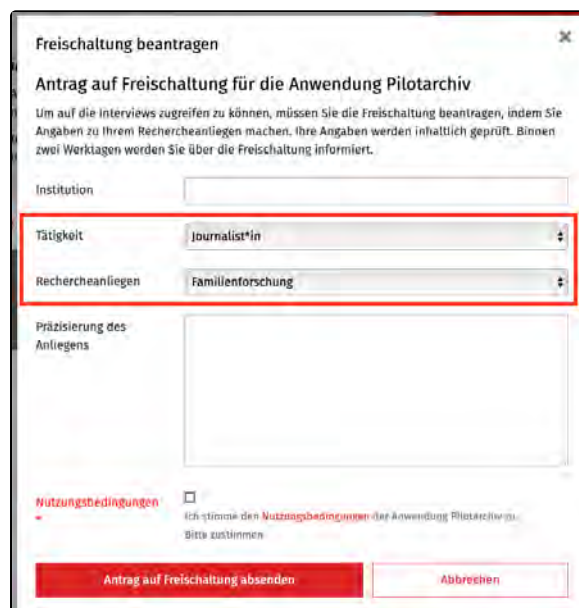 Freischaltung beantragen
Antrag auf Freischaltung für die Anwendung Pilotarchiv
Um auf die Interviews zugreifen zu können, müssen Sie die Freischaltung beantragen, indem Sie
Angaben zu Ihrem Rechercheanliegen machen. Ihre Angaben werden inhaltlich geprüft. Binnen
zwei Werktagen werden Sie über die Freischaltung informiert.
Institution
Tätigkeit Journalist*in
Rechercheanliegen Familienforschung
Präzisierung des
Anliegens
Nutzungsbedingungen
Ich stimme den Nutzungsbedingungen der Anwendung Pilotarchiv zu.
Bitte zustimmen
Antrag auf Freischaltung absenden Abbrechen